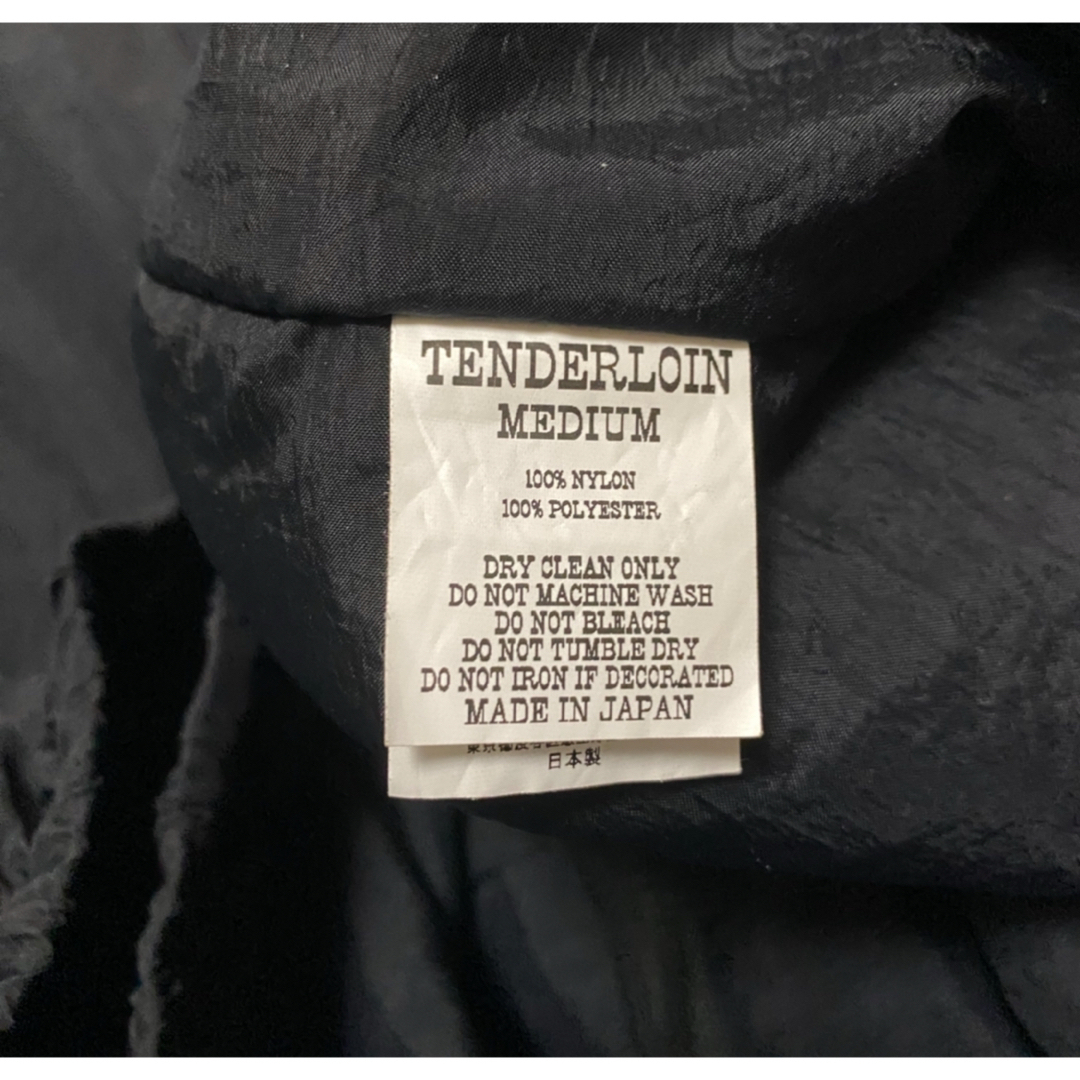 TENDERLOIN
MEDIUM
100% NYLON
100% POLYESTER
DRY CLEAN ONLY
DO NOT MACHINE WASH
DO NOT BLEACH
DO NOT TUMBLE DRY
DO NOT IRON IF DECORATED
MADE IN JAPAN
日本製